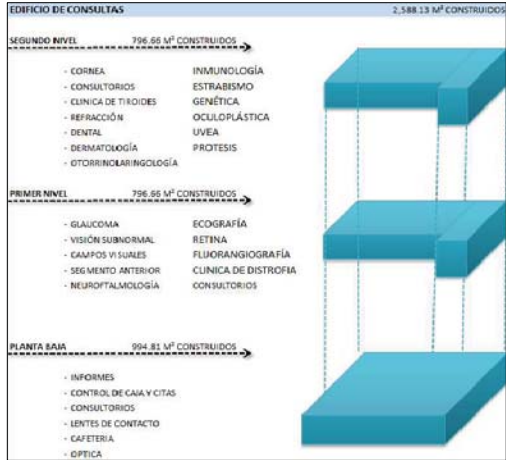 EDIFICIO DE CONSULTAS 2,588.13 M² CONSTRUIDOS
SEGUNDO NIVEL 796.66 M² CONSTRUIDOS
- CORNEA INMUNOLOGÍA
- CONSULTORIOS ESTRABISMO
- CLINICA DE TIROIDES GENÉTICA
- REFRACCIÓN OCULOPLÁSTICA
- DENTAL UVEA
- DERMATOLOGÍA PROTESIS
- OTORRINOLARINGOLOGÍA
PRIMER NIVEL 796.66 M² CONSTRUIDOS
- GLAUCOMA ECOGRAFÍA
- VISIÓN SUBNORMAL RETINA
- CAMPOS VISUALES FLUORANGIOGRAFÍA
- SEGMENTO ANTERIOR CLINICA DE DISTROFIA
- NEUROFTALMOLOGÍA CONSULTORIOS
PLANTA BAJA 994.81 M² CONSTRUIDOS
- INFORMES
- CONTROL DE CAJA Y CITAS
- CONSULTORIOS
- LENTES DE CONTACTO
- CAFETERIA
- OPTICA